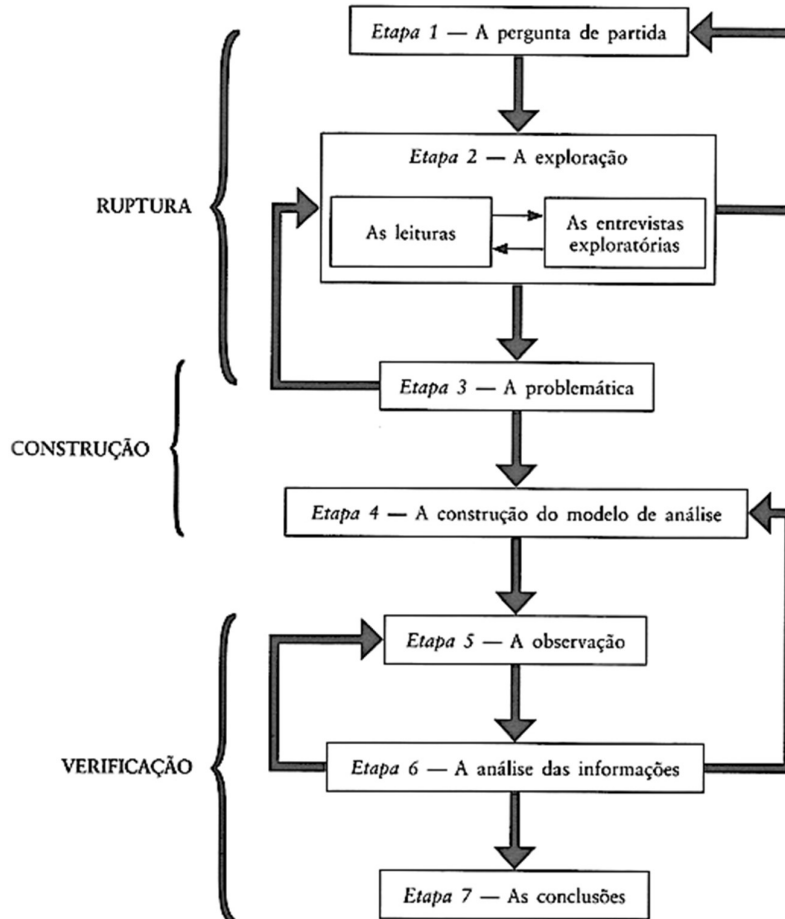 Etapa 1 — A pergunta de partida
Etapa 2 — A exploração
RUPTURA
As leituras
As entrevistas
exploratórias
Etapa 3 — A problemática
CONSTRUÇÃO
Etapa 4 — A construção do modelo de análise
Etapa 5 — A observação
VERIFICAÇÃO
Etapa 6 — A análise das informações
Etapa 7 — As conclusões